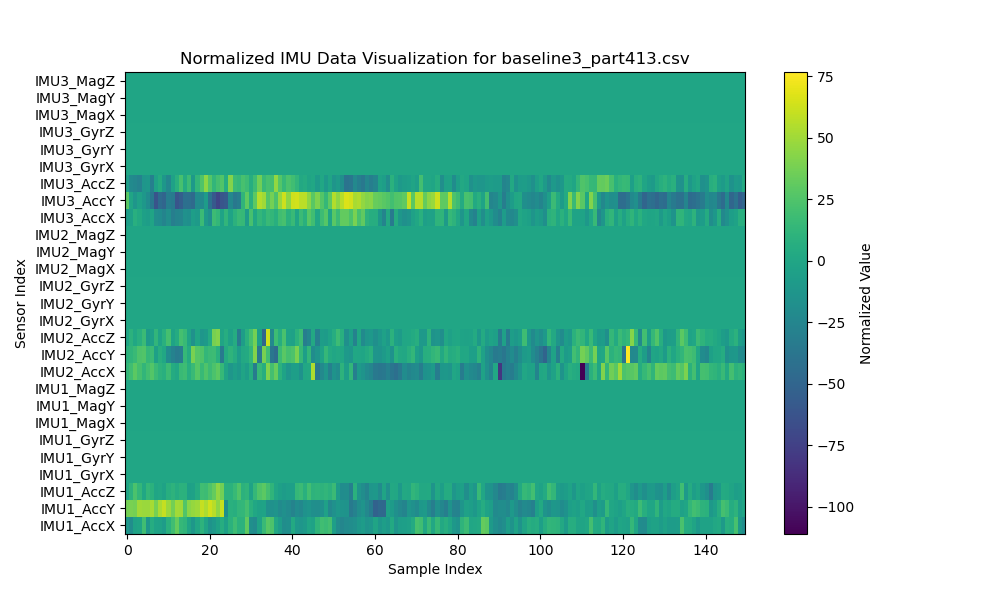 Normalized IMU Data Visualization for baseline3_part413.csv
IMU3_MagZ
IMU3_MagY
IMU3_MagX
IMU3_GyrZ
IMU3_GyrY
IMU3_GyrX
IMU3_AccZ
IMU3_AccY
IMU3_AccX
IMU2_MagZ
IMU2_MagY
IMU2_MagX
IMU2_GyrZ
IMU2_GyrY
IMU2_GyrX
IMU2_AccZ
IMU2_AccY
IMU2_AccX
IMU1_MagZ
IMU1_MagY
IMU1_MagX
IMU1_GyrZ
IMU1_GyrY
IMU1_GyrX
IMU1_AccZ
IMU1_AccY
IMU1_AccX
Sensor Index
0 20 40 60 80 100 120 140
Sample Index
75
50
25
0
−25
−50
−75
−100
Normalized Value